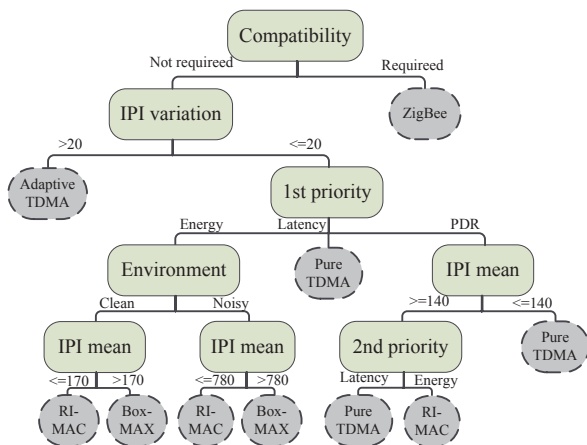 Compatibility
Not requireed
Requireed
IPI variation
ZigBee
>20
<=20
Adaptive
TDMA
1st priority
Energy
Latency
PDR
Environment
Pure
TDMA
IPI mean
Clean
Noisy
>=140
<=140
IPI mean
IPI mean
2nd priority
Pure
TDMA
<=170
>170
<=780
>780
Latency
Energy
RI-
MAC
Box-
MAX
RI-
MAC
Box-
MAX
Pure
TDMA
RI-
MAC